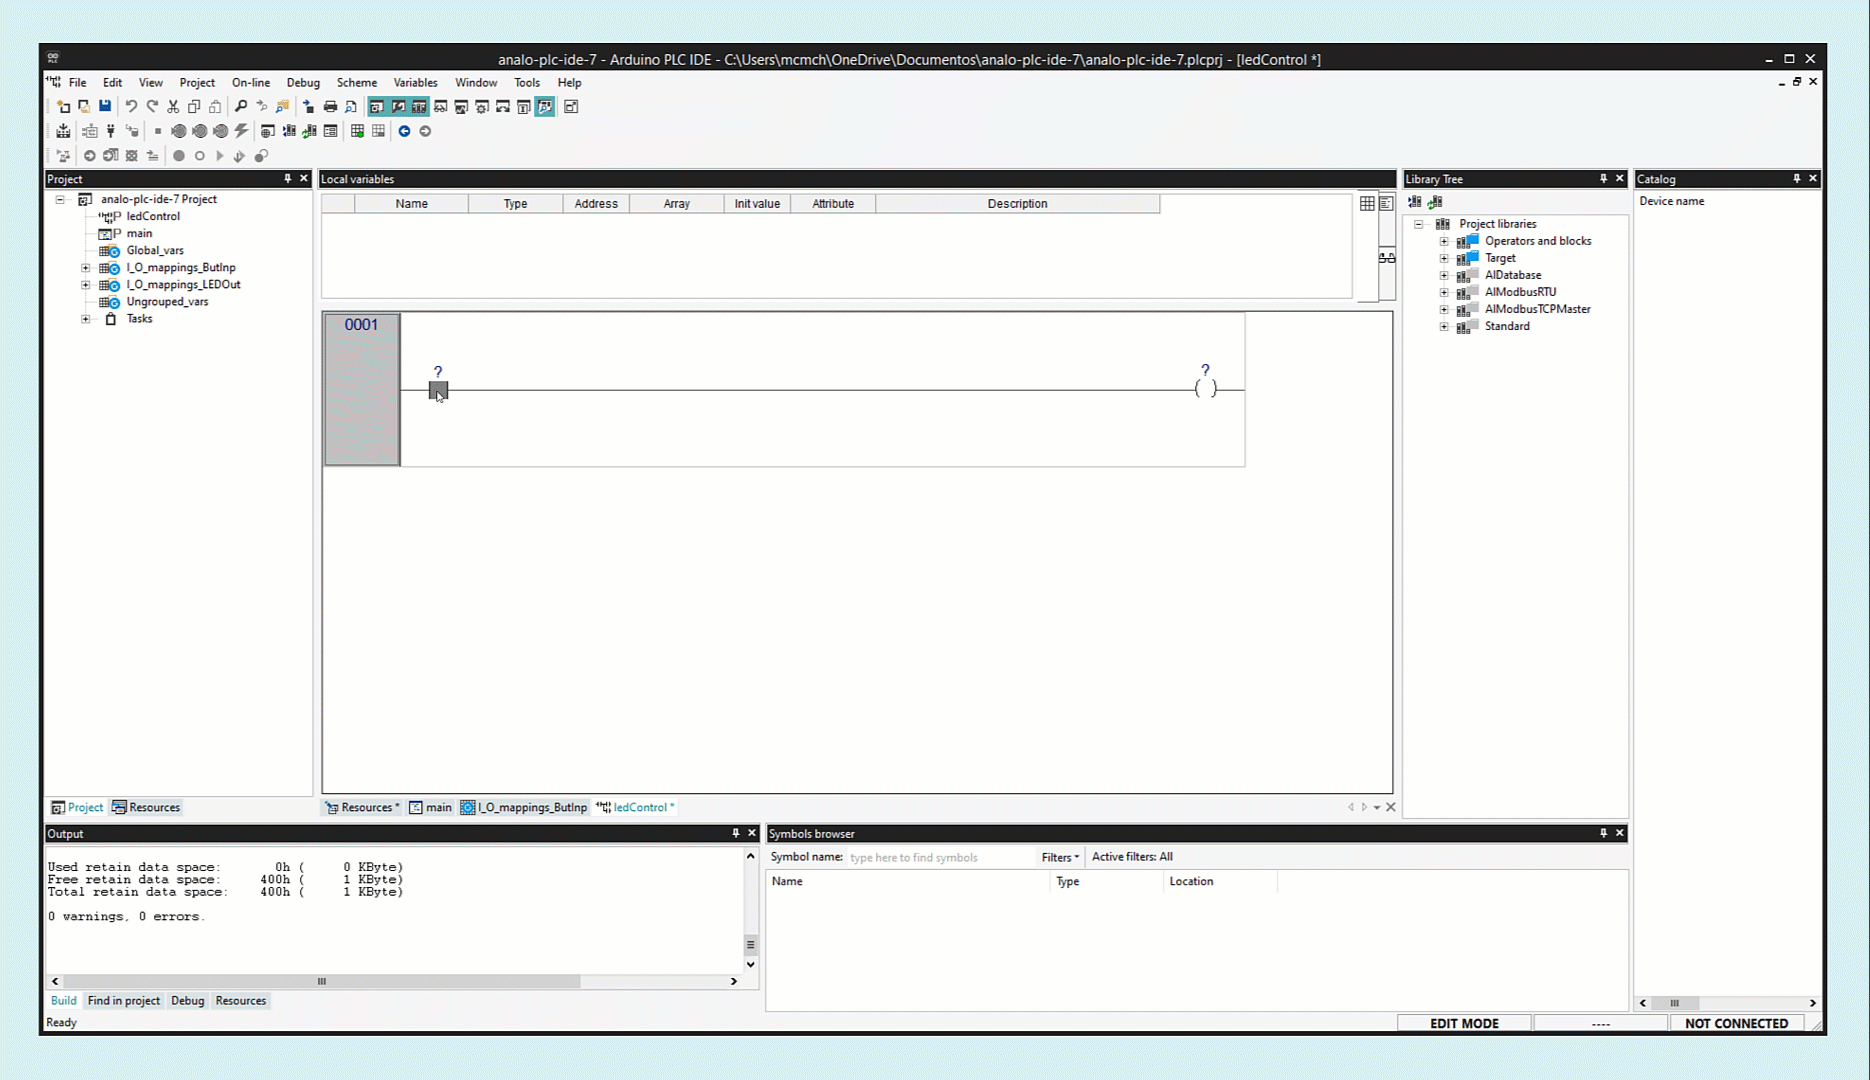 analo-plc-ide-7 - Arduino PLC IDE - C:\Users\mcmch\OneDrive\Documentos\analo-plc-ide-7\analo-plc-ide-7.plcprj - [ledControl *]
File Edit View Project On-line Debug Scheme Variables Window Tools Help
Project
analo-plc-ide-7 Project
ledControl
main
Global_vars
I_O_mappings_ButInp
I_O_mappings_LEDOut
Ungrouped_vars
Tasks
Project Resources
Local variables
Name Type Address Array Init value Attribute Description
0001
? ?
Resources * main I_O_mappings_ButInp ledControl *
Library Tree
Project libraries
Operators and blocks
Target
AlDatabase
AlModbusRTU
AlModbusTCPMaster
Standard
Catalog
Device name
Output
Used retain data space: 0h ( 0 KByte)
Free retain data space: 400h ( 1 KByte)
Total retain data space: 400h ( 1 KByte)
0 warnings, 0 errors.
Build Find in project Debug Resources
Symbols browser
Symbol name: type here to find symbols Filters Active filters: All
Name Type Location
Ready
EDIT MODE ---- NOT CONNECTED